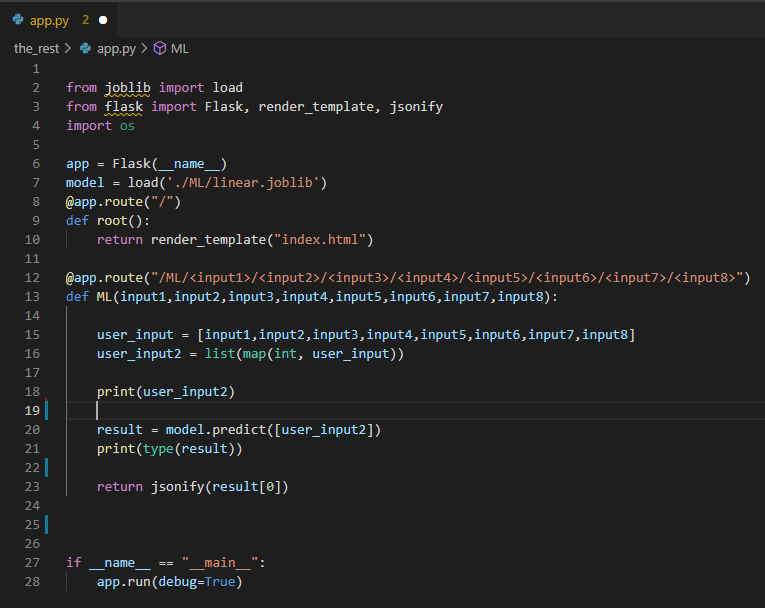 app.py 2
the_rest > app.py > ML
1
2 from joblib import load
3 from flask import Flask, render_template, jsonify
4 import os
5
6 app = Flask(__name__)
7 model = load('./ML/linear.joblib')
8 @app.route("/")
9 def root():
10     return render_template("index.html")
11
12 @app.route("/ML/<input1>/<input2>/<input3>/<input4>/<input5>/<input6>/<input7>/<input8>")
13 def ML(input1,input2,input3,input4,input5,input6,input7,input8):
14
15     user_input = [input1,input2,input3,input4,input5,input6,input7,input8]
16     user_input2 = list(map(int, user_input))
17
18     print(user_input2)
19
20     result = model.predict([user_input2])
21     print(type(result))
22
23     return jsonify(result[0])
24
25
26
27 if __name__ == "__main__":
28     app.run(debug=True)